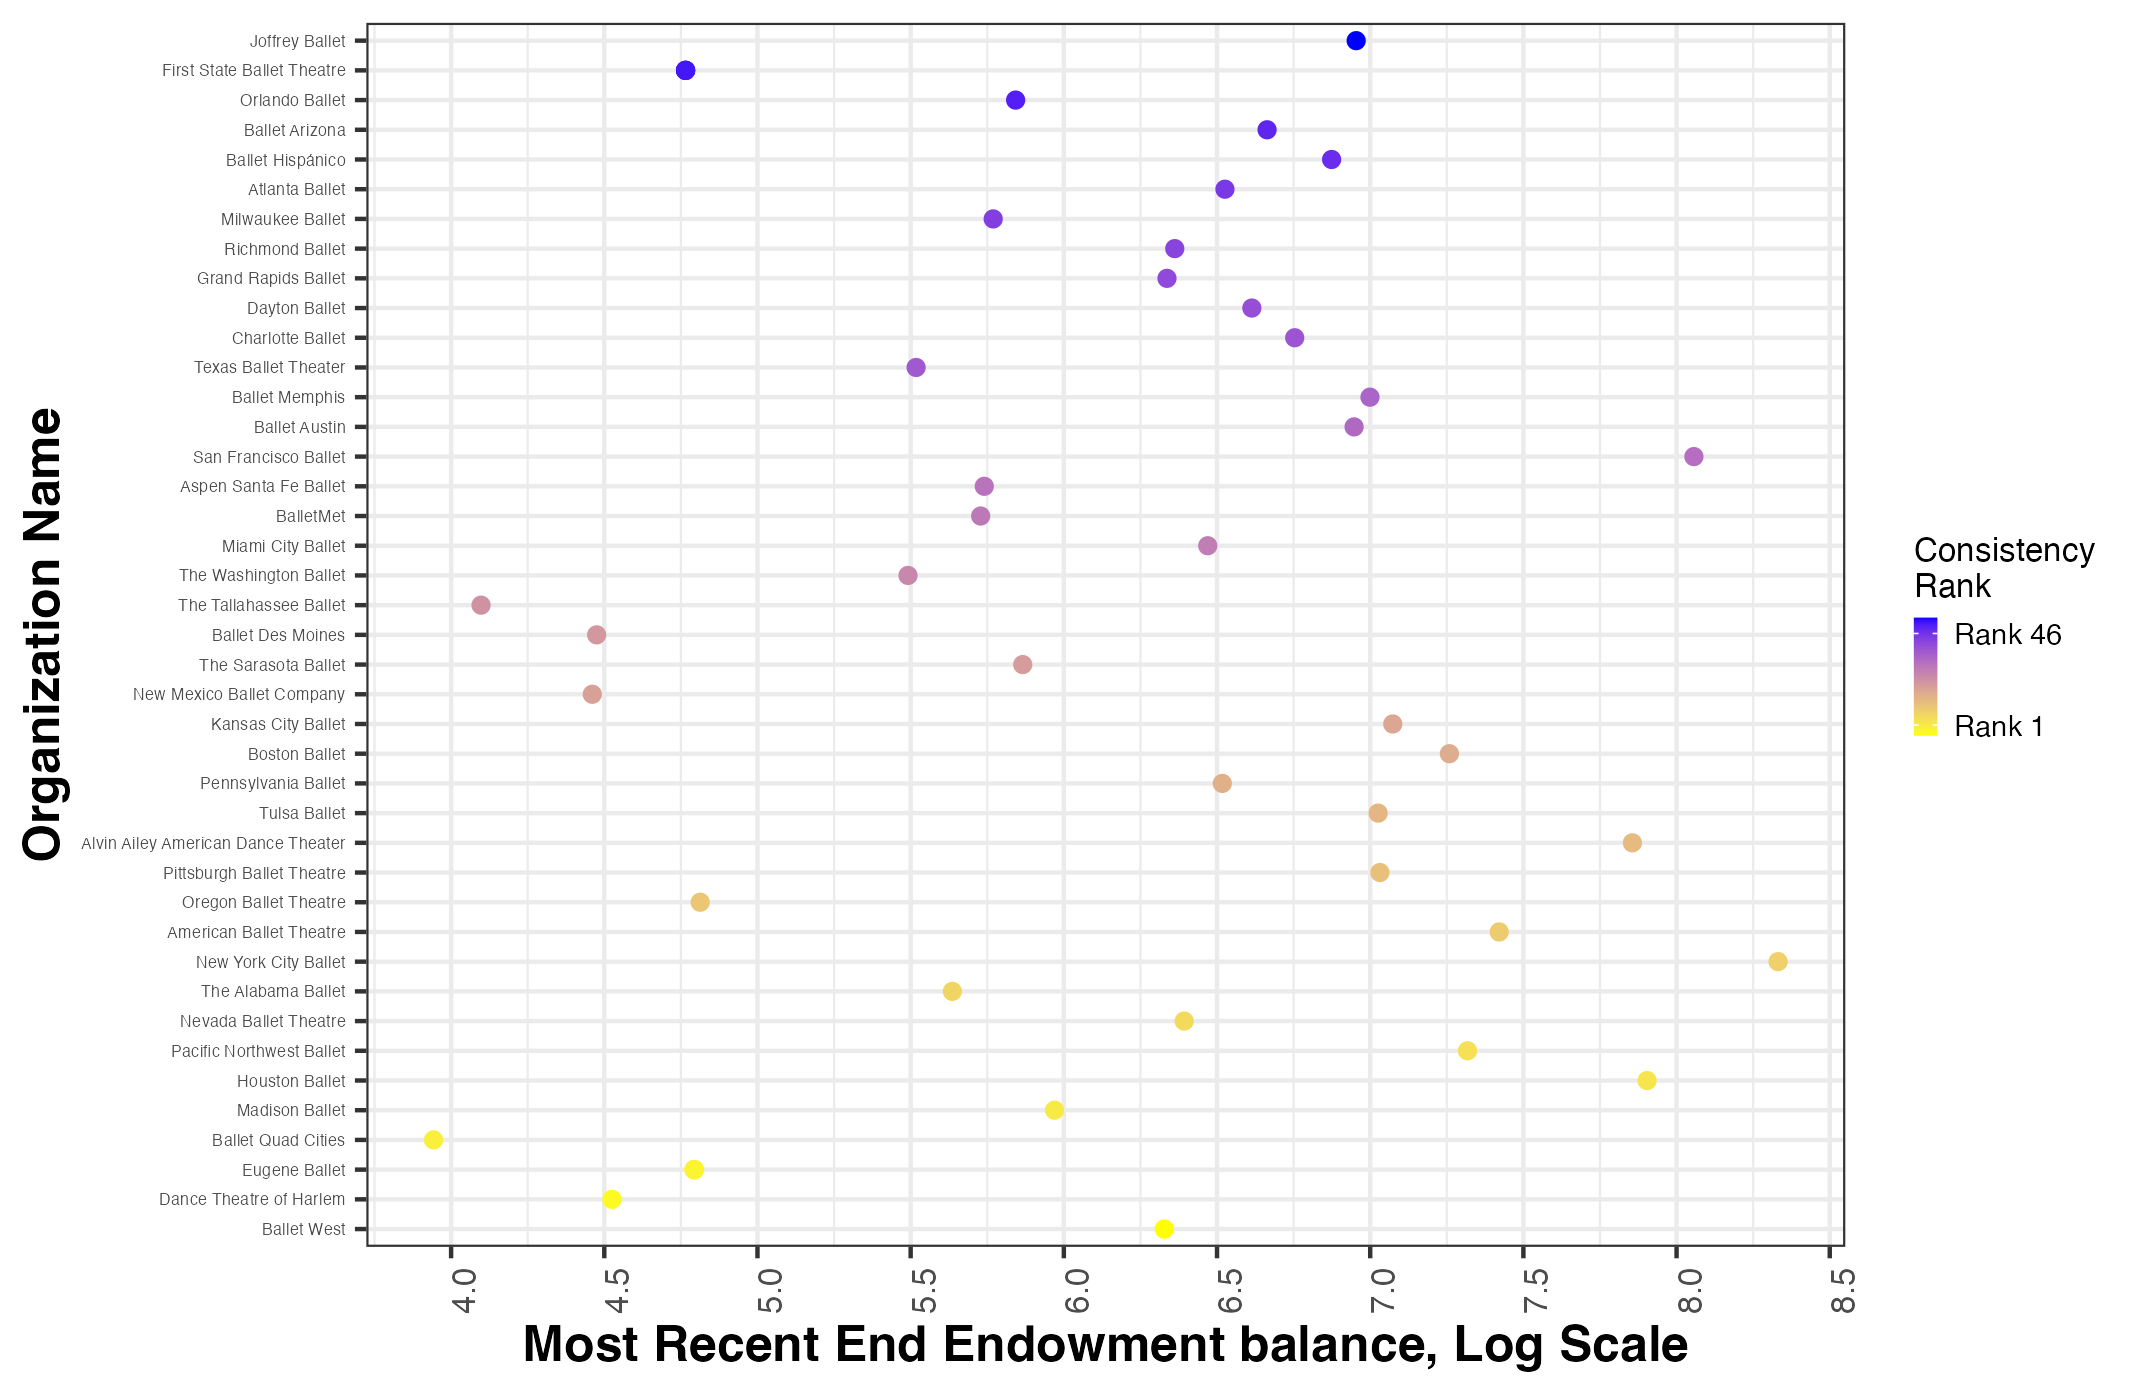 Joffrey Ballet
First State Ballet Theatre
Orlando Ballet
Ballet Arizona
Ballet Hispánico
Atlanta Ballet
Milwaukee Ballet
Richmond Ballet
Grand Rapids Ballet
Dayton Ballet
Charlotte Ballet
Texas Ballet Theater
Ballet Memphis
Ballet Austin
San Francisco Ballet
Aspen Santa Fe Ballet
BalletMet
Miami City Ballet
The Washington Ballet
The Tallahassee Ballet
Ballet Des Moines
The Sarasota Ballet
New Mexico Ballet Company
Kansas City Ballet
Boston Ballet
Pennsylvania Ballet
Tulsa Ballet
Alvin Ailey American Dance Theater
Pittsburgh Ballet Theatre
Oregon Ballet Theatre
American Ballet Theatre
New York City Ballet
The Alabama Ballet
Nevada Ballet Theatre
Pacific Northwest Ballet
Houston Ballet
Madison Ballet
Ballet Quad Cities
Eugene Ballet
Dance Theatre of Harlem
Ballet West
Organization Name
4.0
4.5
5.0
5.5
6.0
6.5
7.0
7.5
8.0
8.5
Most Recent End Endowment balance, Log Scale
Consistency
Rank
Rank 46
Rank 1